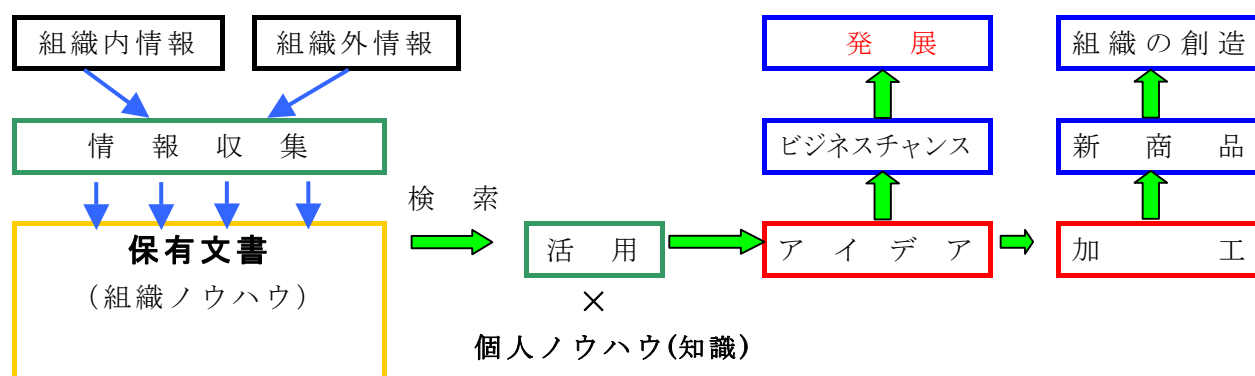 組織内情報
組織外情報
情報収集
保有文書
（組織ノウハウ）
検索
活用
×
個人ノウハウ(知識)
発展
ビジネスチャンス
アイデア
組織の創造
新商品
加工